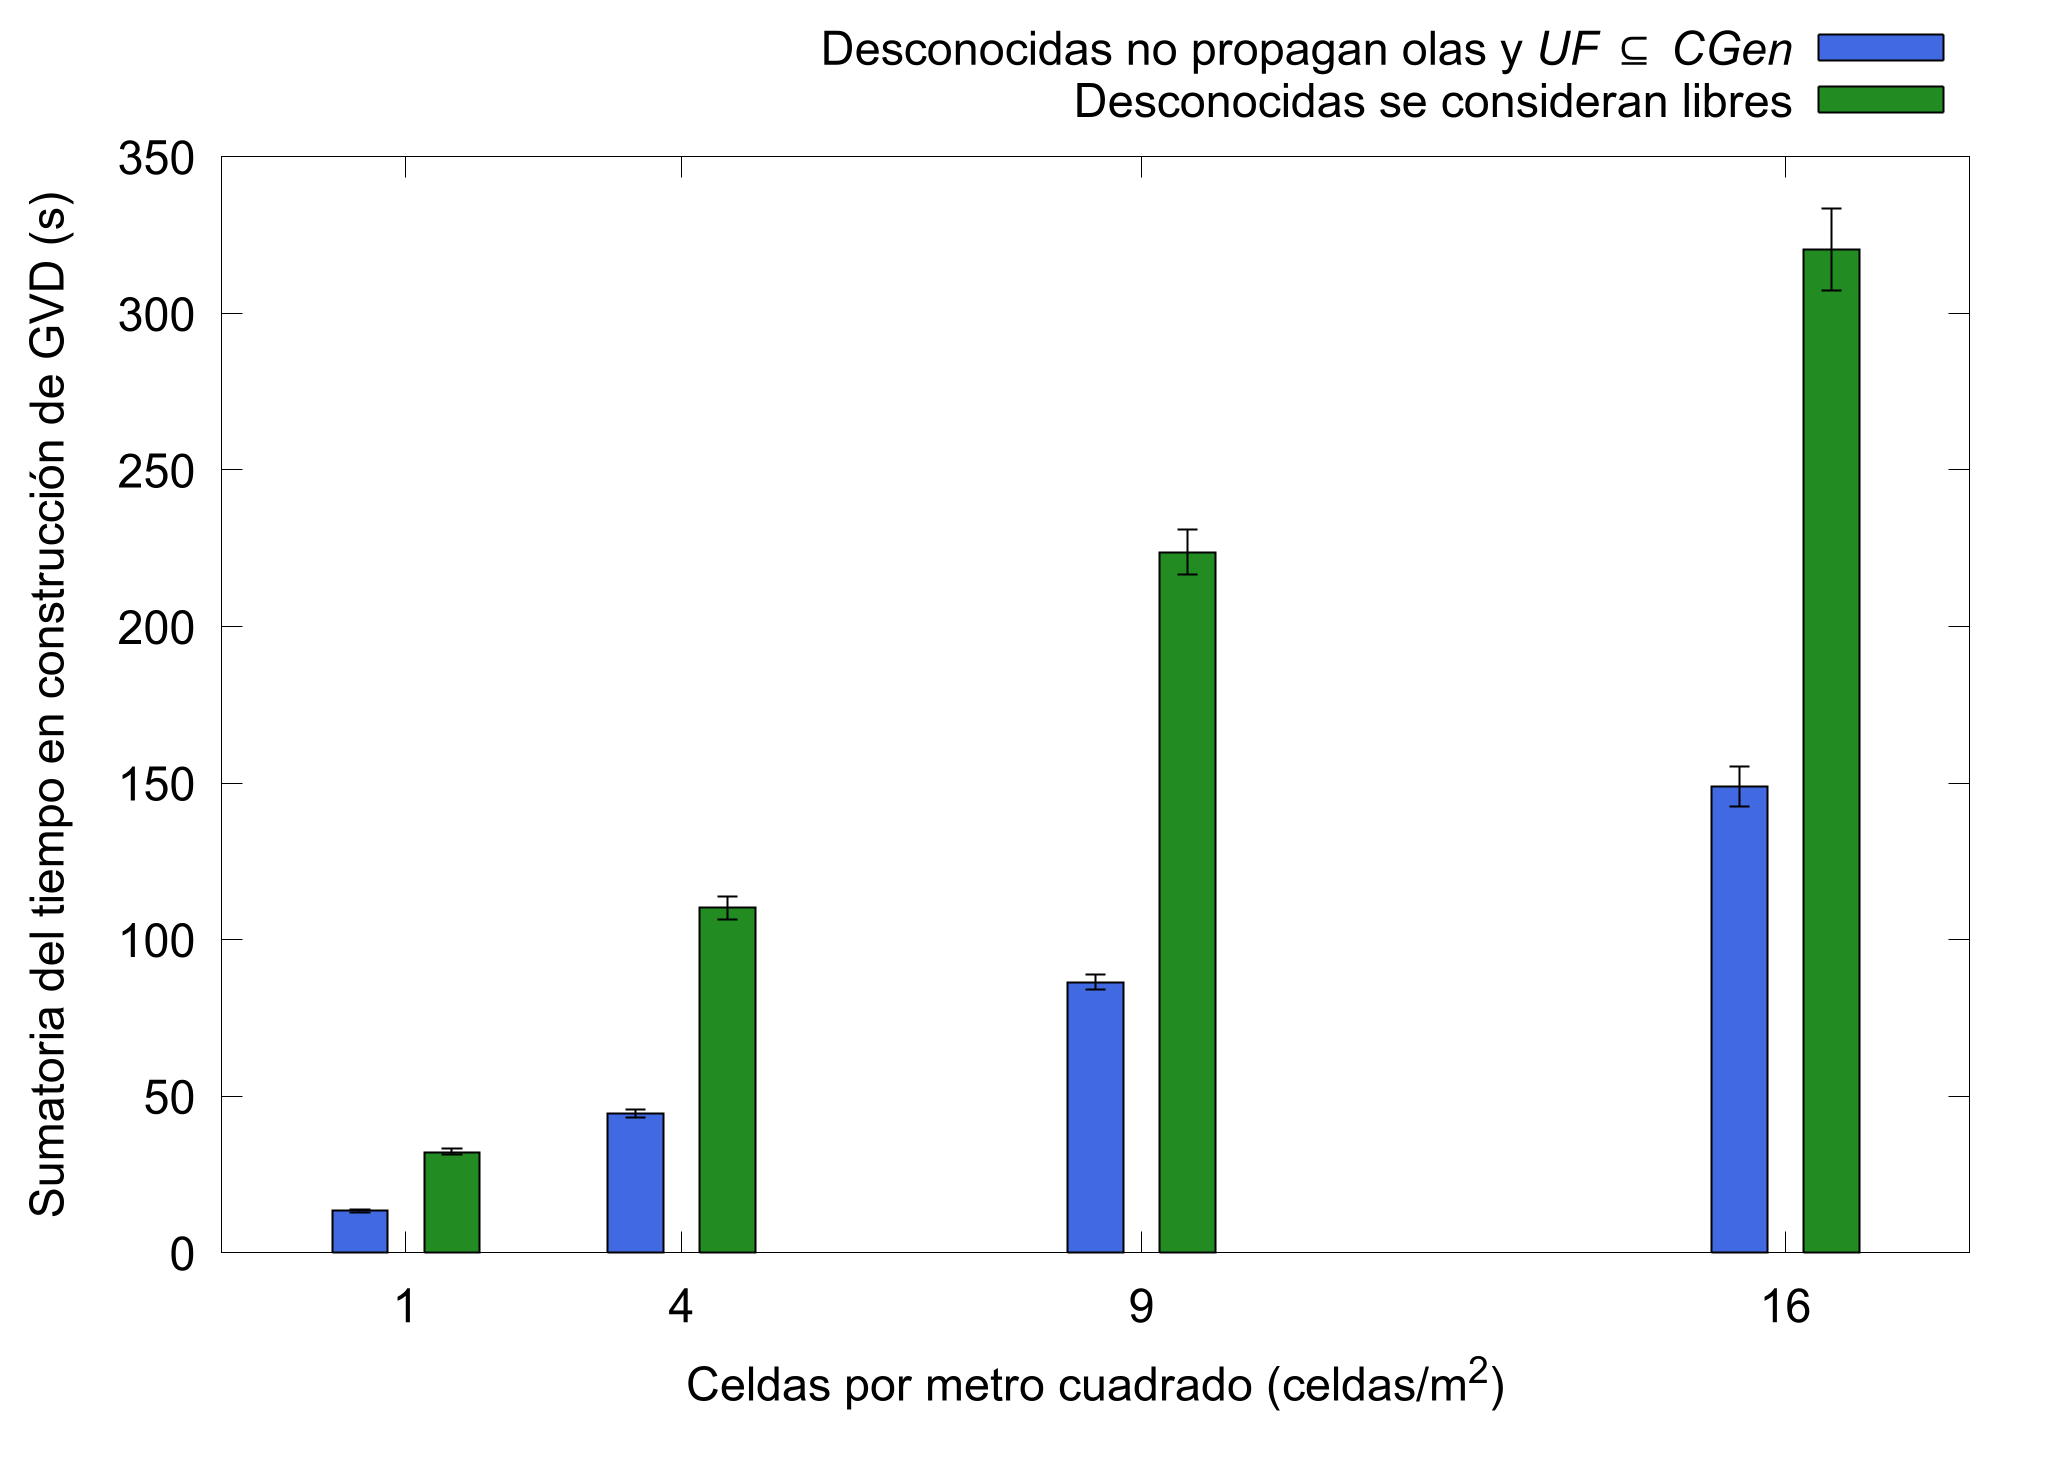 Desconocidas no propagan olas y UF ⊆ CGen
Desconocidas se consideran libres
350
300
250
200
150
100
50
0
Sumatoria del tiempo en construcción de GVD (s)
1 4 9 16
Celdas por metro cuadrado (celdas/m²)